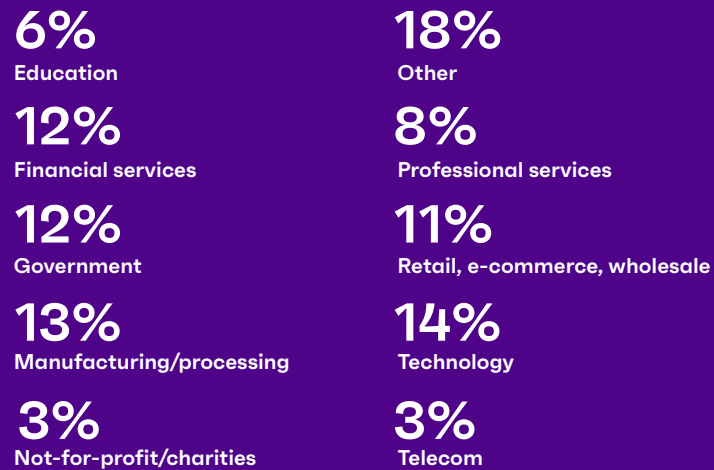 6%
Education
12%
Financial services
12%
Government
13%
Manufacturing/processing
3%
Not-for-profit/charities
18%
Other
8%
Professional services
11%
Retail, e-commerce, wholesale
14%
Technology
3%
Telecom